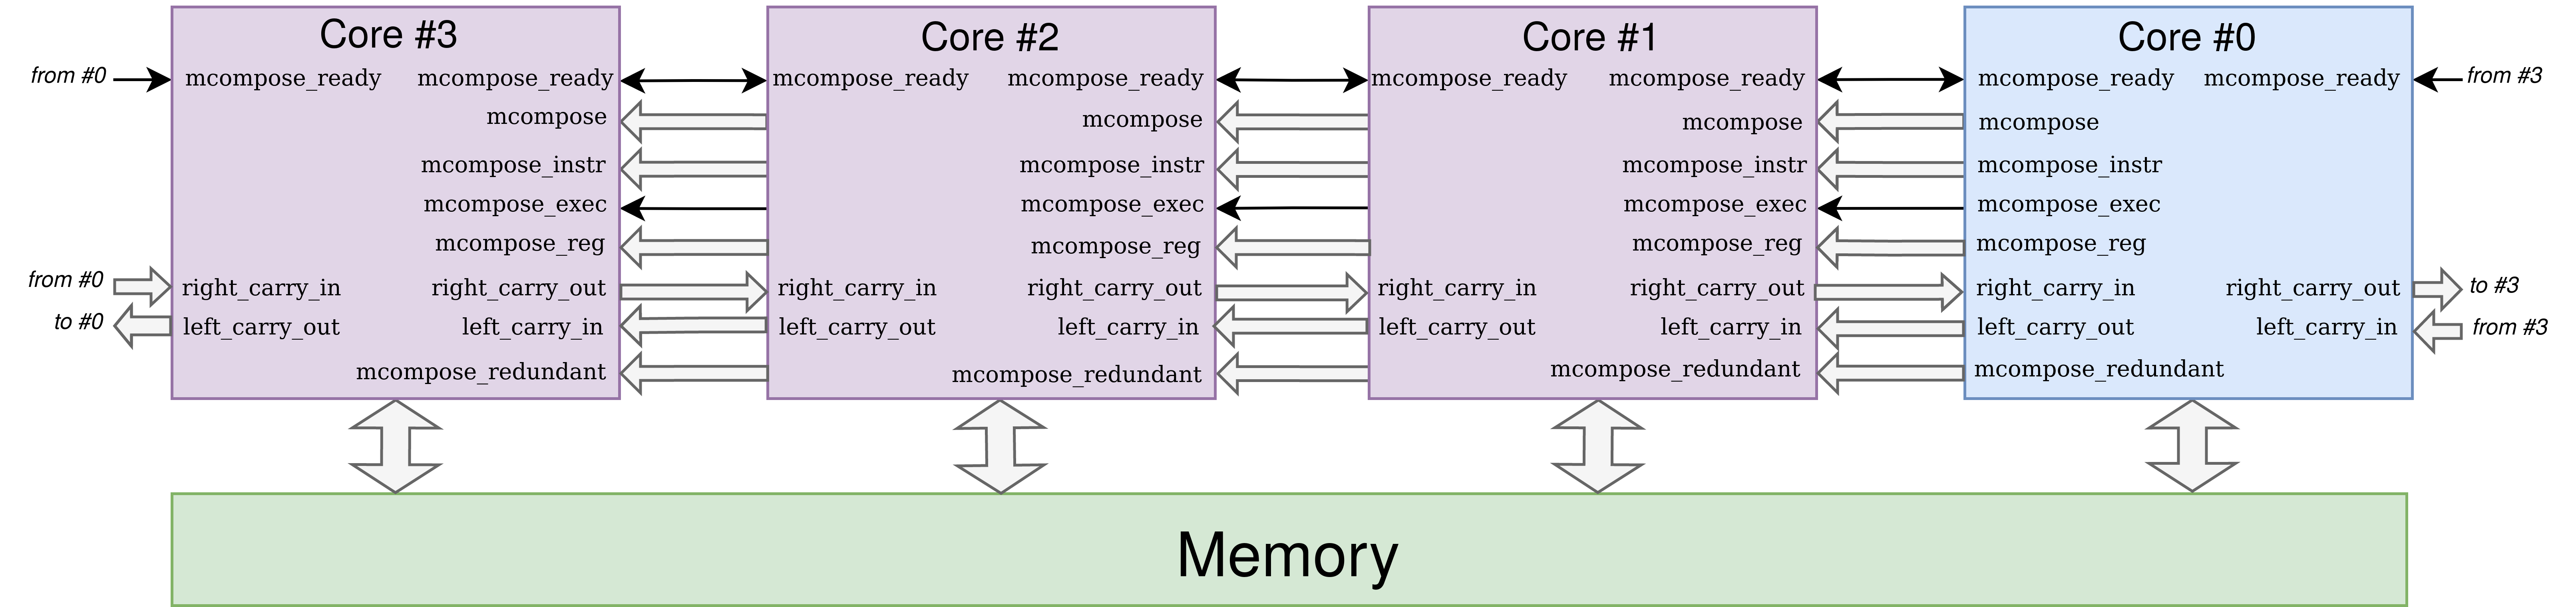 Core #3 Core #2 Core #1 Core #0
from #0 mcompose_ready mcompose_ready mcompose_ready mcompose_ready mcompose_ready mcompose_ready mcompose_ready mcompose_ready from #3
mcompose mcompose mcompose mcompose
mcompose_instr mcompose_instr mcompose_instr mcompose_instr
mcompose_exec mcompose_exec mcompose_exec mcompose_exec
mcompose_reg mcompose_reg mcompose_reg mcompose_reg
from #0 right_carry_in right_carry_out right_carry_in right_carry_out right_carry_in right_carry_out right_carry_in right_carry_out to #3
to #0 left_carry_out left_carry_in left_carry_out left_carry_in left_carry_out left_carry_in left_carry_out left_carry_in from #3
mcompose_redundant mcompose_redundant mcompose_redundant mcompose_redundant
Memory